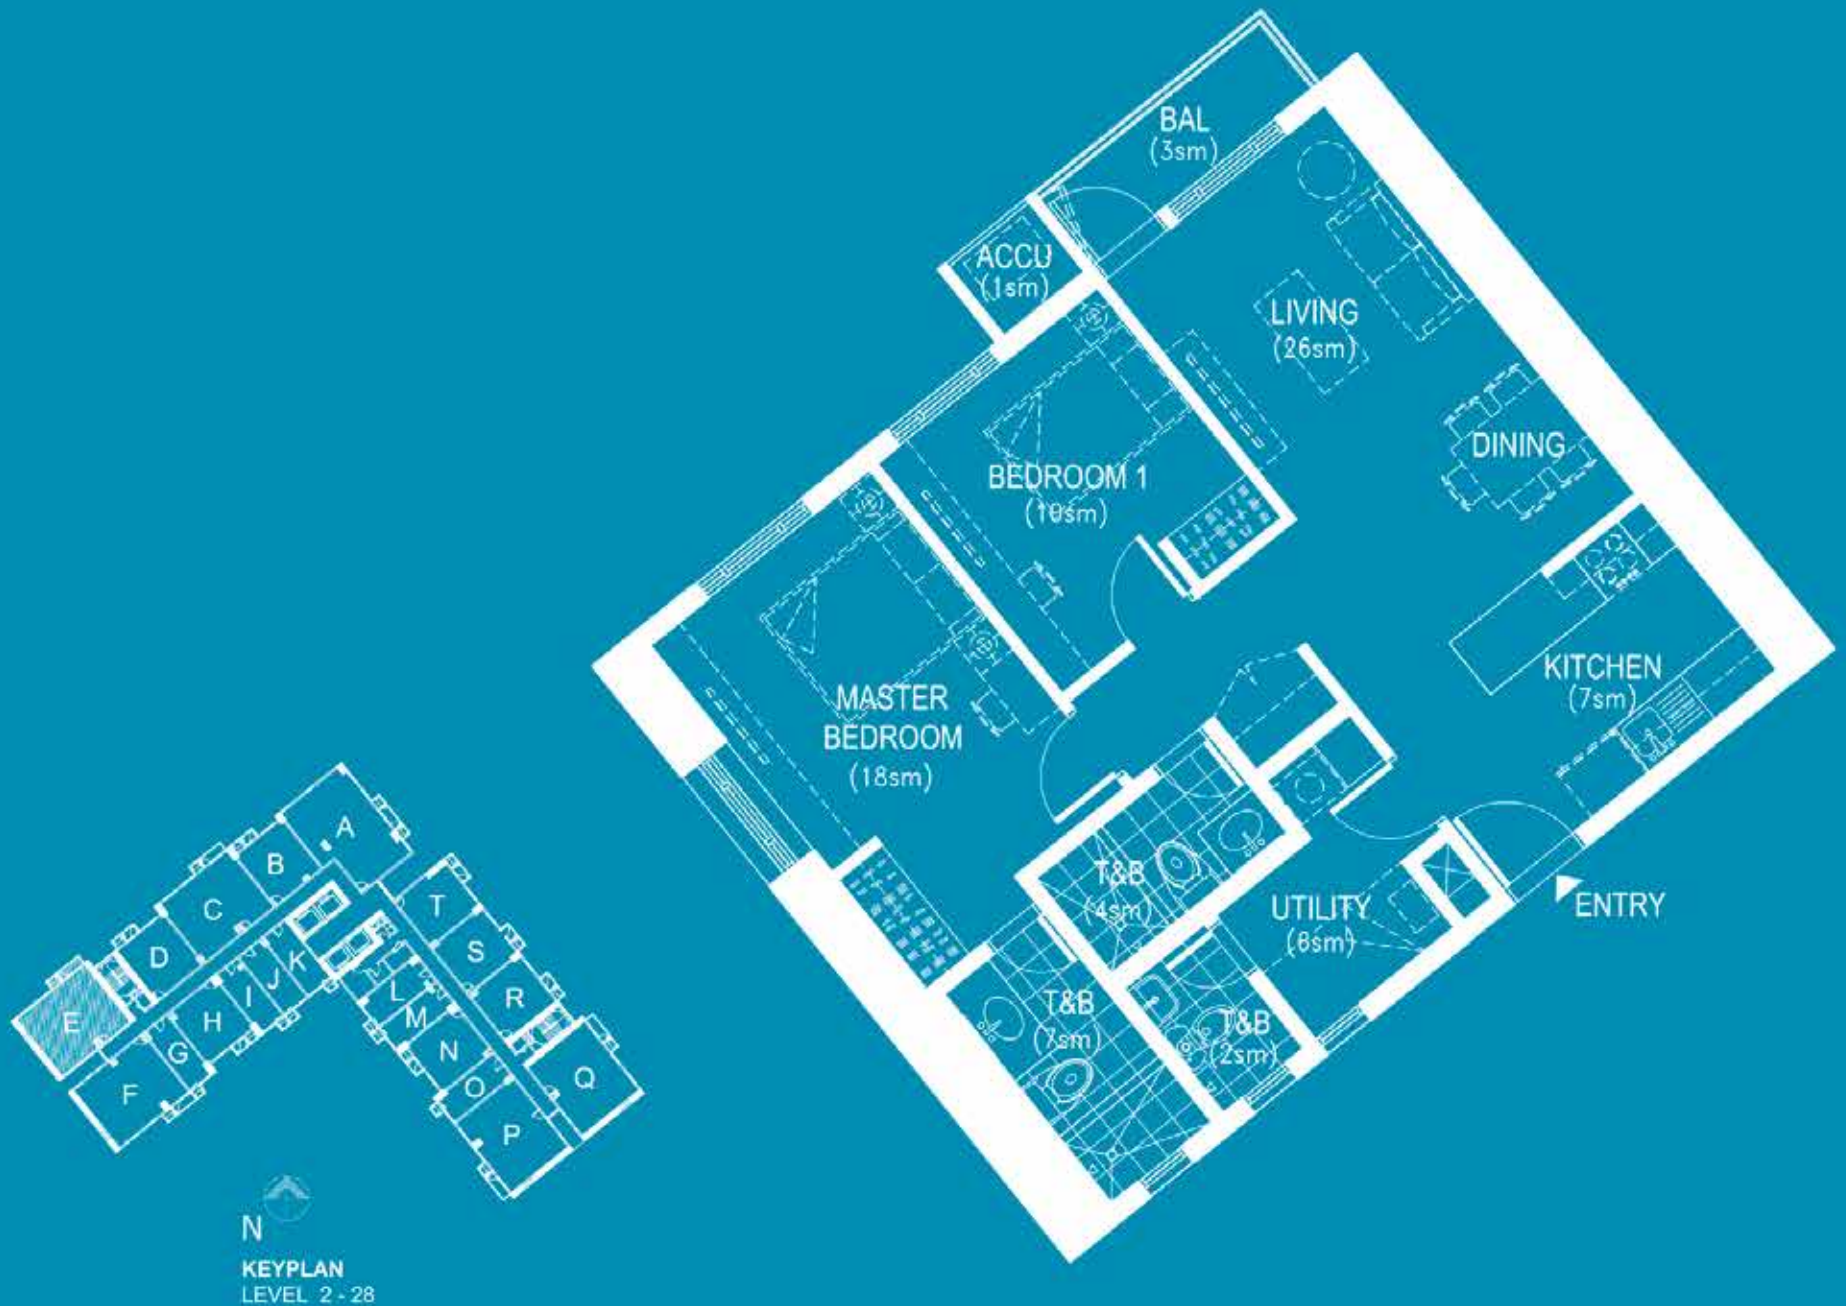 BAL
(3sm)
ACCU
(1sm)
LIVING
(26sm)
DINING
BEDROOM 1
(10sm)
KITCHEN
(7sm)
MASTER
BEDROOM
(18sm)
T&B
(4sm)
UTILITY
(6sm)
ENTRY
T&B
(7sm)
T&B
(2sm)
A
B
C
D
E
F
G
H
I
J
K
L
M
N
O
P
Q
R
S
T
N
KEYPLAN
LEVEL 2 - 28